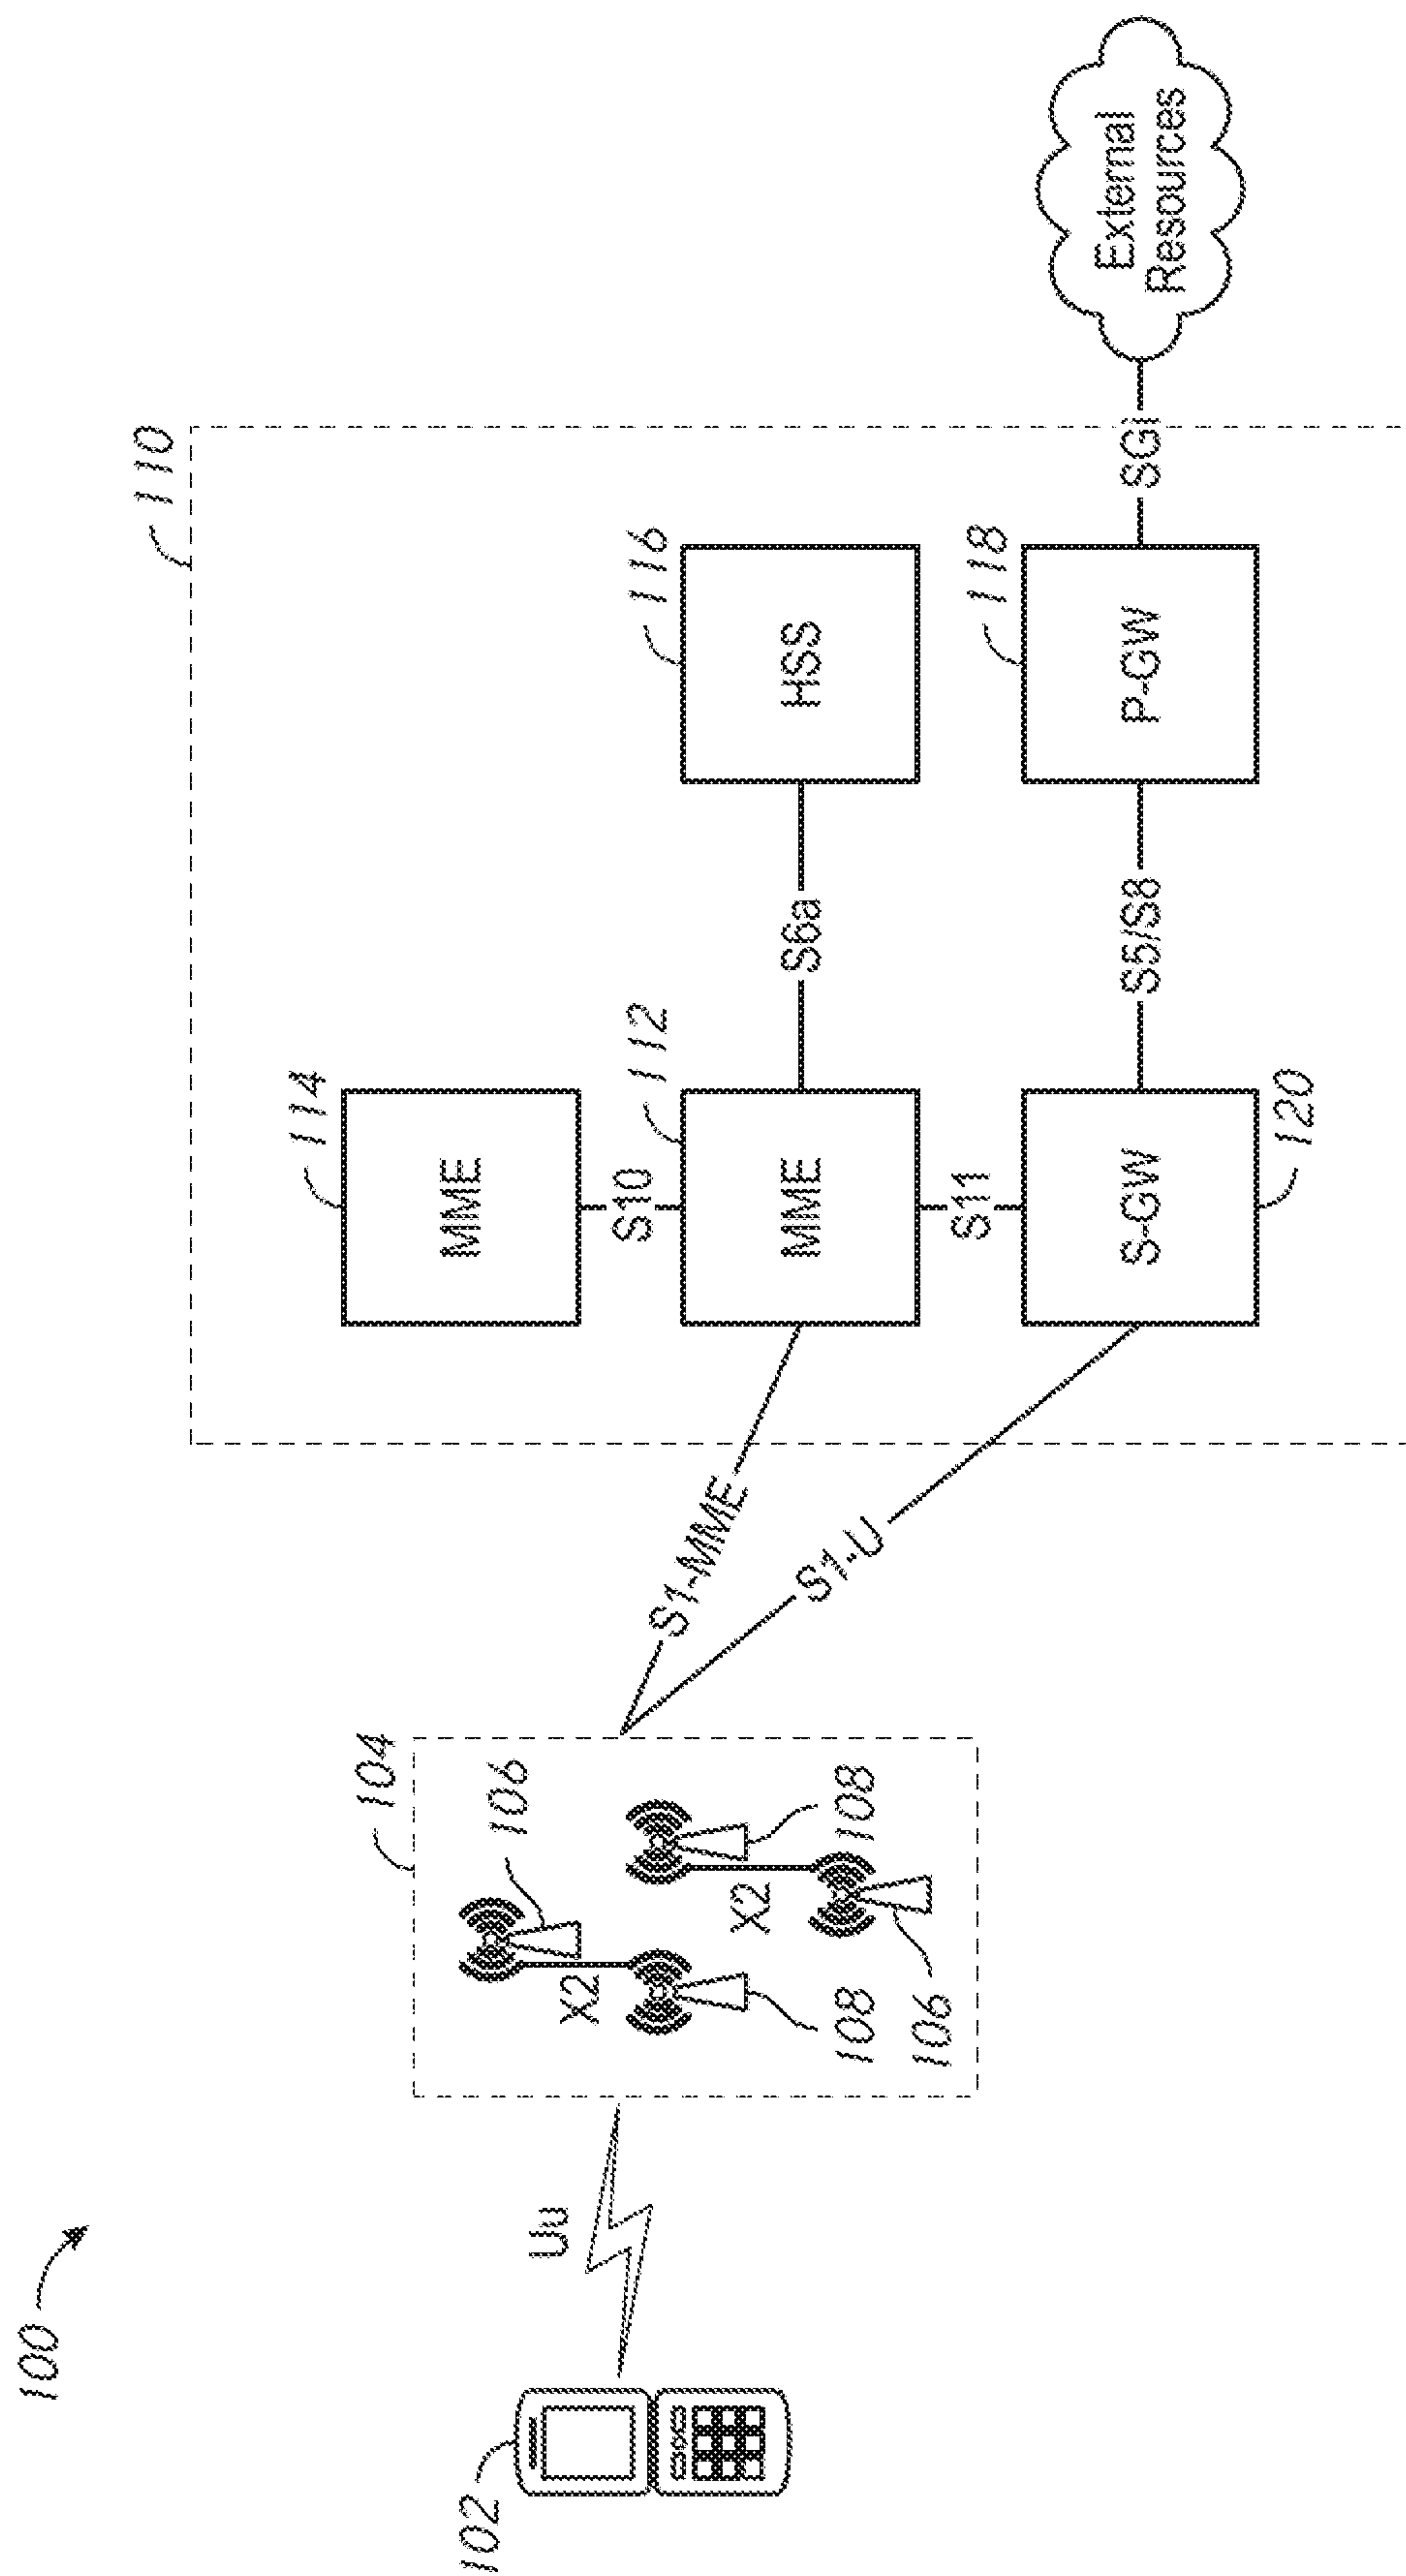 100
102
Uu
104
106
X2
108
X2
108
106
S1-MME
S1-U
110
114
MME
S10
112
MME
S6a
116
HSS
S11
S-GW
120
S5/S8
118
P-GW
SGi
External
Resources